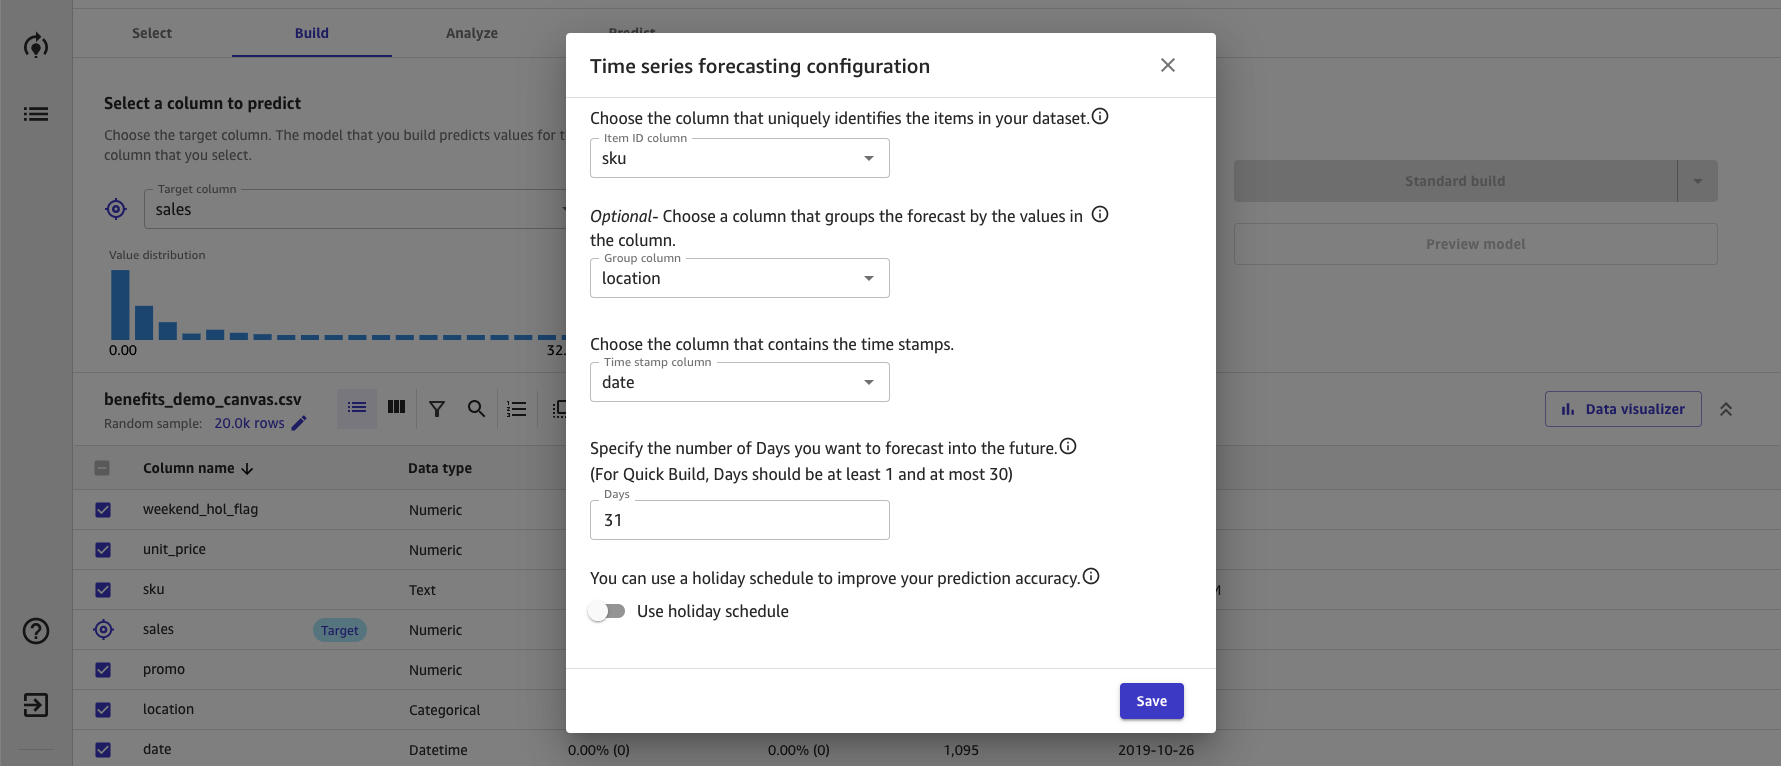 Select
Build
Analyze
Predict
Select a column to predict
Choose the target column. The model that you build predicts values for t
column that you select.
Target column
sales
Value distribution
0.00
32.
Standard build
Preview model
benefits_demo_canvas.csv
Random sample: 20.0k rows
Data visualizer
Column name
Data type
weekend_hol_flag
Numeric
unit_price
Numeric
sku
Text
sales
Target
Numeric
promo
Numeric
location
Categorical
date
Datetime
0.00% (0)
0.00% (0)
1,095
2019-10-26
Time series forecasting configuration
Choose the column that uniquely identifies the items in your dataset.
Item ID column
sku
Optional- Choose a column that groups the forecast by the values in
the column.
Group column
location
Choose the column that contains the time stamps.
Time stamp column
date
Specify the number of Days you want to forecast into the future.
(For Quick Build, Days should be at least 1 and at most 30)
Days
31
You can use a holiday schedule to improve your prediction accuracy.
Use holiday schedule
Save